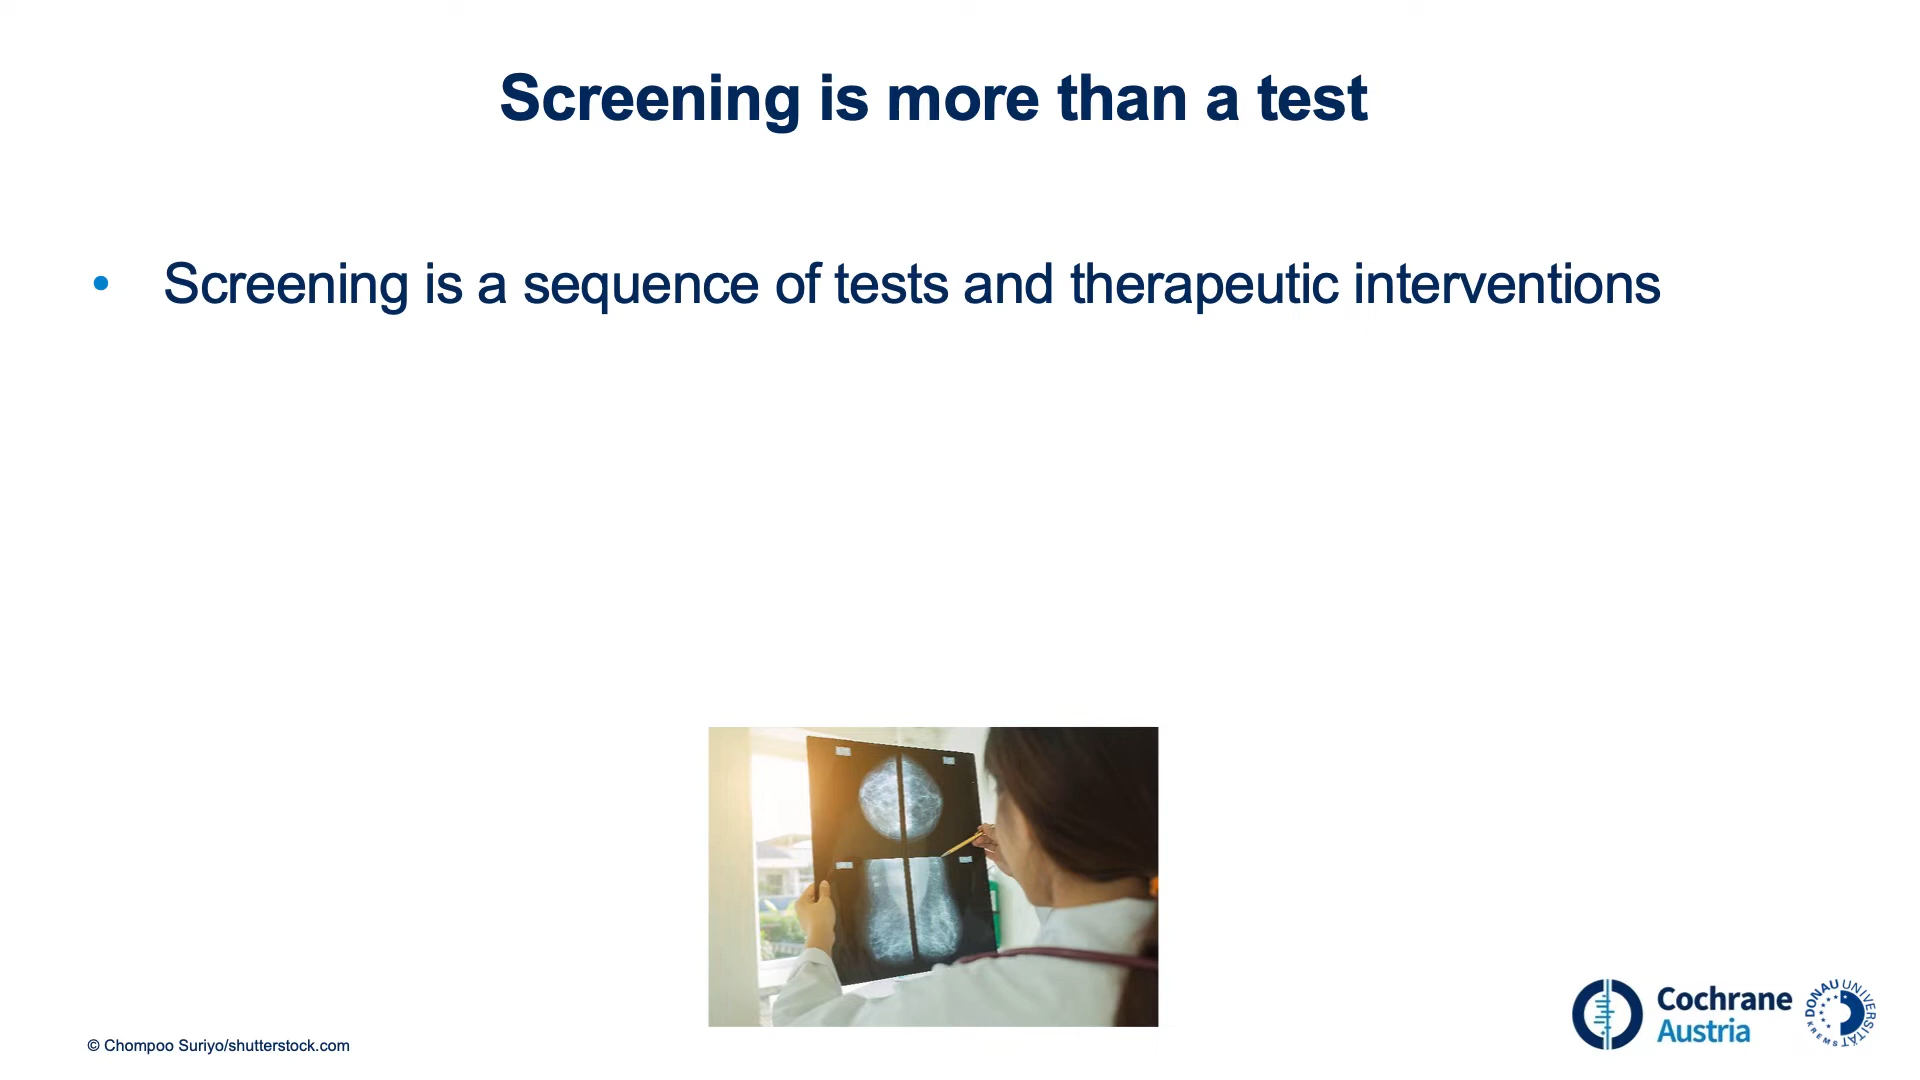 Screening is more than a test
• Screening is a sequence of tests and therapeutic interventions
© Chompoo Suriyo/shutterstock.com
Cochrane
Austria
DONAU UNIVERSITÄT
KREMS